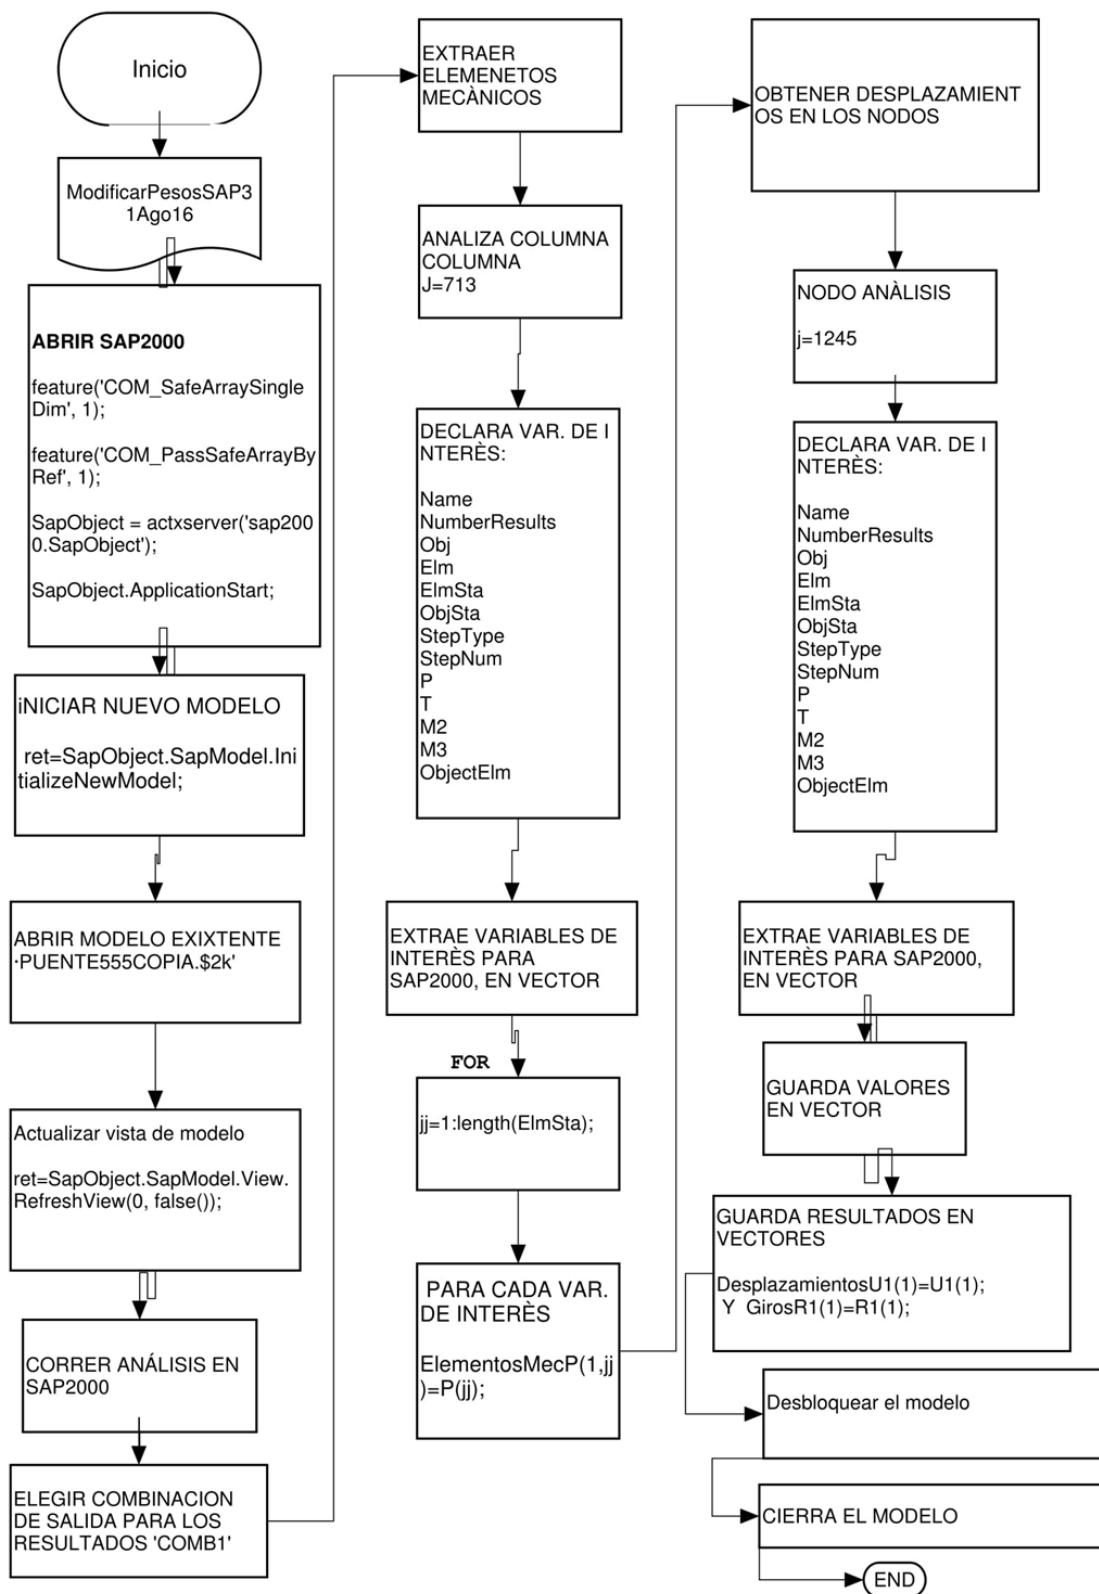 Inicio
ModificarPesosSAP3
1Ago16
ABRIR SAP2000
feature('COM_SafeArraySingle
Dim', 1);
feature('COM_PassSafeArrayBy
Ref', 1);
SapObject = actxserver('sap200
0.SapObject');
SapObject.ApplicationStart;
iNICIAR NUEVO MODELO
ret=SapObject.SapModel.Ini
tializeNewModel;
ABRIR MODELO EXIXTENTE
·PUENTE555COPIA.$2k'
Actualizar vista de modelo
ret=SapObject.SapModel.View.
RefreshView(0, false());
CORRER ANÁLISIS EN
SAP2000
ELEGIR COMBINACION
DE SALIDA PARA LOS
RESULTADOS 'COMB1'
EXTRAER
ELEMENETOS
MECÀNICOS
ANALIZA COLUMNA
COLUMNA
J=713
DECLARA VAR. DE I
NTERÈS:
Name
NumberResults
Obj
Elm
ElmSta
ObjSta
StepType
StepNum
P
T
M2
M3
ObjectElm
EXTRAE VARIABLES DE
INTERÈS PARA
SAP2000, EN VECTOR
FOR
jj=1:length(ElmSta);
PARA CADA VAR.
DE INTERÈS
ElementosMecP(1,jj
)=P(jj);
OBTENER DESPLAZAMIENT
OS EN LOS NODOS
NODO ANÀLISIS
j=1245
DECLARA VAR. DE I
NTERÈS:
Name
NumberResults
Obj
Elm
ElmSta
ObjSta
StepType
StepNum
P
T
M2
M3
ObjectElm
EXTRAE VARIABLES DE
INTERÈS PARA SAP2000,
EN VECTOR
GUARDA VALORES
EN VECTOR
GUARDA RESULTADOS EN
VECTORES
DesplazamientosU1(1)=U1(1);
Y GirosR1(1)=R1(1);
Desbloquear el modelo
CIERRA EL MODELO
END